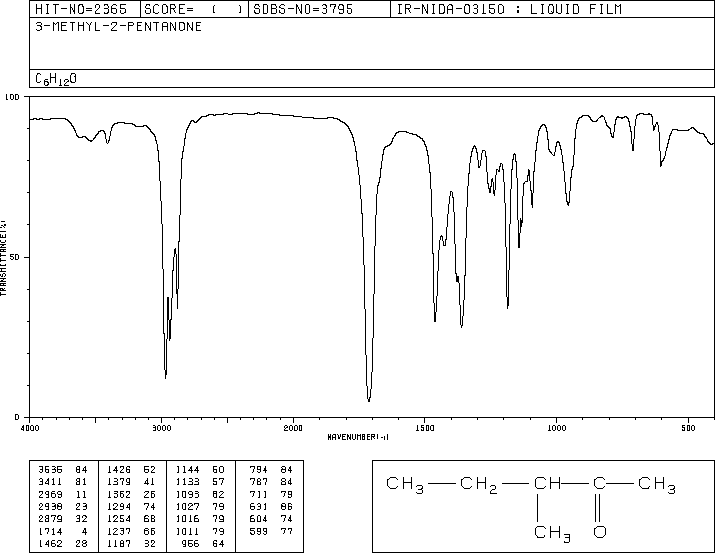 HIT-NO=2365 SCORE= ( ) SDBS-NO=3795 IR-NIDA-03150 : LIQUID FILM
3-METHYL-2-PENTANONE
C6H12O
100
50
0
TRANSMITTANCE(%)
4000 3000 2000 1500 1000 500
WAVENUMBER(-1)
3535 84 1426 52 1144 50 794 84
3411 81 1379 41 1133 57 787 84
2969 11 1362 26 1093 62 711 79
2938 23 1294 74 1027 79 631 86
2879 32 1254 68 1016 79 604 74
1714 4 1237 66 1011 79 599 77
1462 28 1187 32 956 64
CH3 CH2 CH C CH3
CH3 O